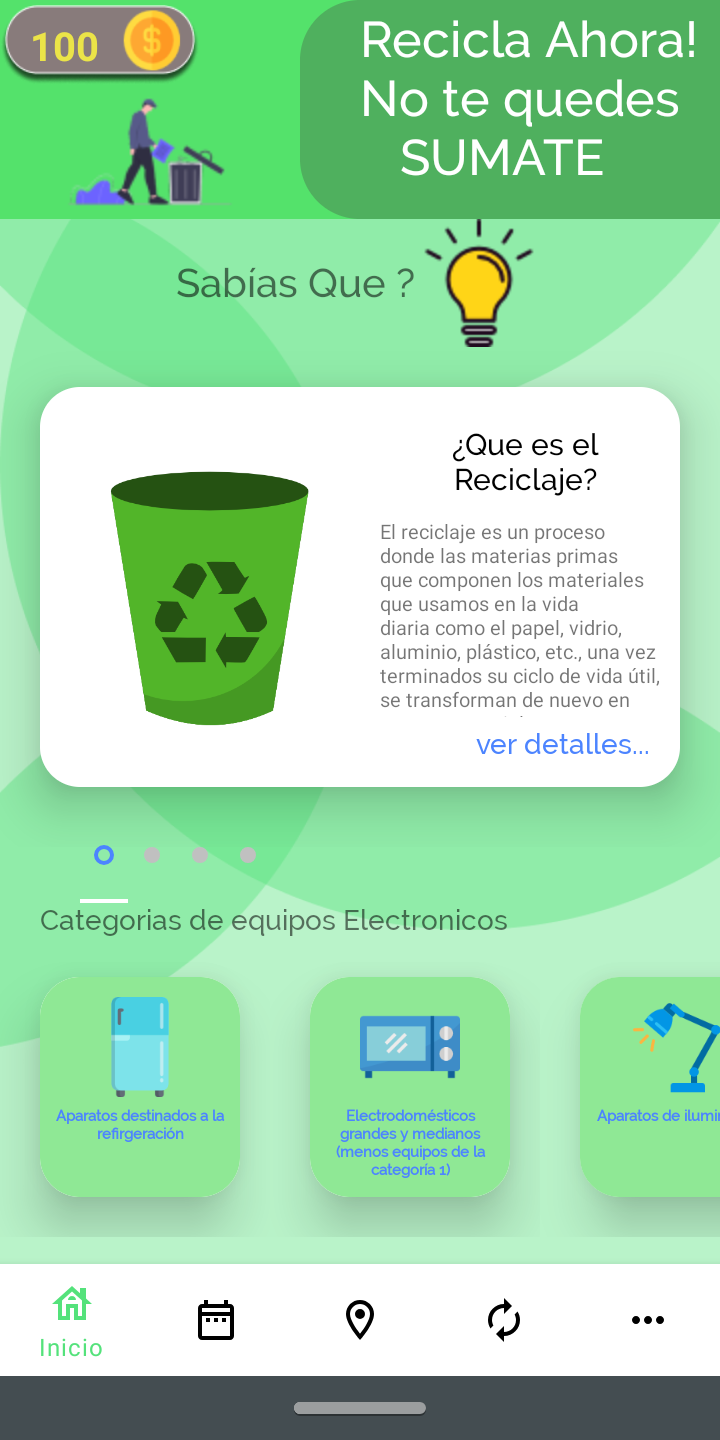 100
Recicla Ahora!
No te quedes
SUMATE
Sabías Que ?
¿Que es el
Reciclaje?
El reciclaje es un proceso
donde las materias primas
que componen los materiales
que usamos en la vida
diaria como el papel, vidrio,
aluminio, plástico, etc., una vez
terminados su ciclo de vida útil,
se transforman de nuevo en
ver detalles...
Categorias de equipos Electronicos
Aparatos destinados a la
refirgeración
Electrodomésticos
grandes y medianos
(menos equipos de la
categoría 1)
Aparatos de ilumi
Inicio